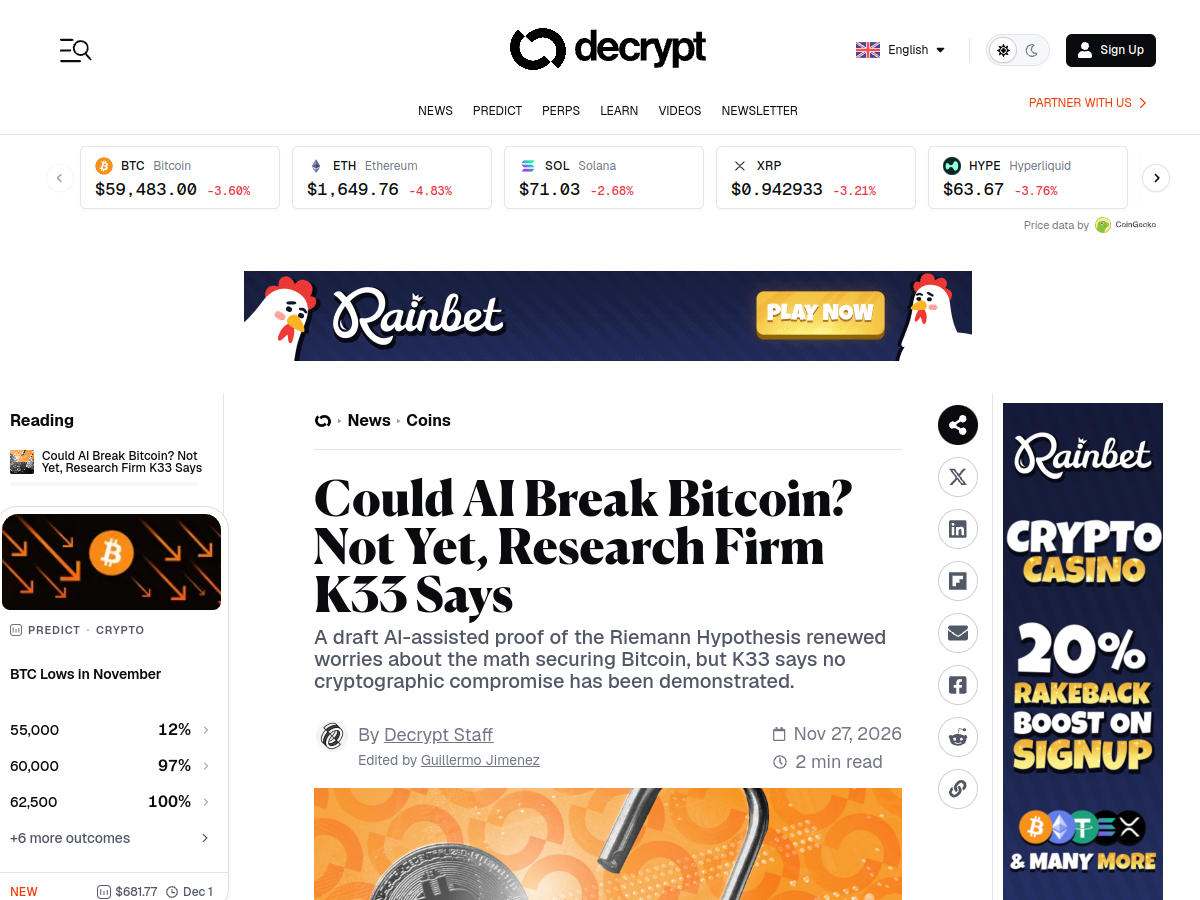 decrypt
English
Sign Up
NEWS PREDICT PERPS LEARN VIDEOS NEWSLETTER
PARTNER WITH US
BTC Bitcoin
$59,483.00 -3.60%
ETH Ethereum
$1,649.76 -4.83%
SOL Solana
$71.03 -2.68%
XRP
$0.942933 -3.21%
HYPE Hyperliquid
$63.67 -3.76%
Price data by CoinGecko
Rainbet
PLAY NOW
Reading
Could AI Break Bitcoin? Not
Yet, Research Firm K33 Says
PREDICT · CRYPTO
BTC Lows in November
55,000 12%
60,000 97%
62,500 100%
+6 more outcomes
NEW $681.77 Dec 1
News Coins
Could AI Break Bitcoin?
Not Yet, Research Firm
K33 Says
A draft AI-assisted proof of the Riemann Hypothesis renewed
worries about the math securing Bitcoin, but K33 says no
cryptographic compromise has been demonstrated.
By Decrypt Staff
Edited by Guillermo Jimenez
Nov 27, 2026
2 min read
Rainbet
CRYPTO
CASINO
20%
RAKEBACK
BOOST ON
SIGNUP
& MANY MORE